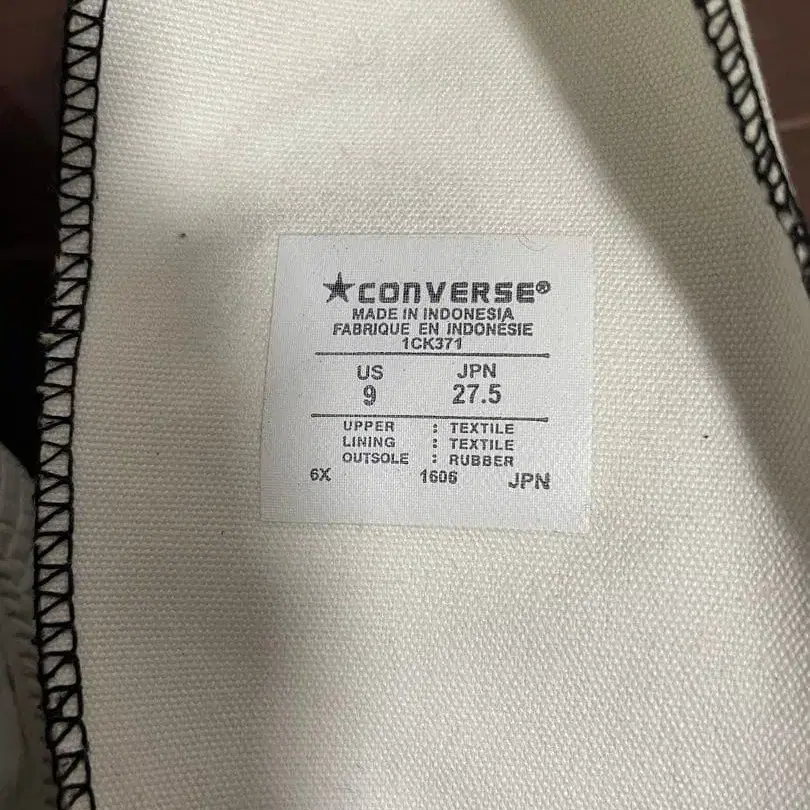 ★CONVERSE®
MADE IN INDONESIA
FABRIQUE EN INDONÉSIE
1CK371
US JPN
9 27.5
UPPER : TEXTILE
LINING : TEXTILE
OUTSOLE : RUBBER
6X 1606 JPN